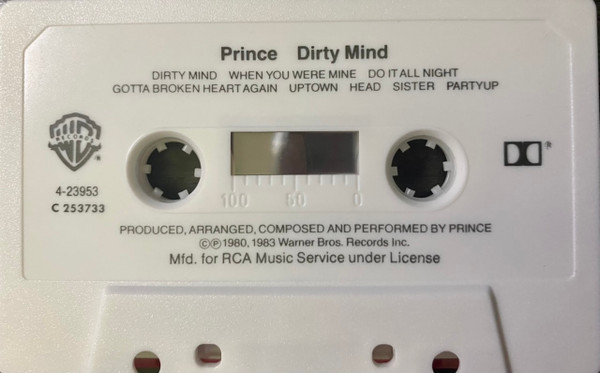 Prince Dirty Mind
DIRTY MIND WHEN YOU WERE MINE DO IT ALL NIGHT
GOTTA BROKEN HEART AGAIN UPTOWN HEAD SISTER PARTYUP
WB
RECORDS
®
4-23953
C 253733
100 50 0
PRODUCED, ARRANGED, COMPOSED AND PERFORMED BY PRINCE
©℗1980, 1983 Warner Bros. Records Inc.
Mfd. for RCA Music Service under License